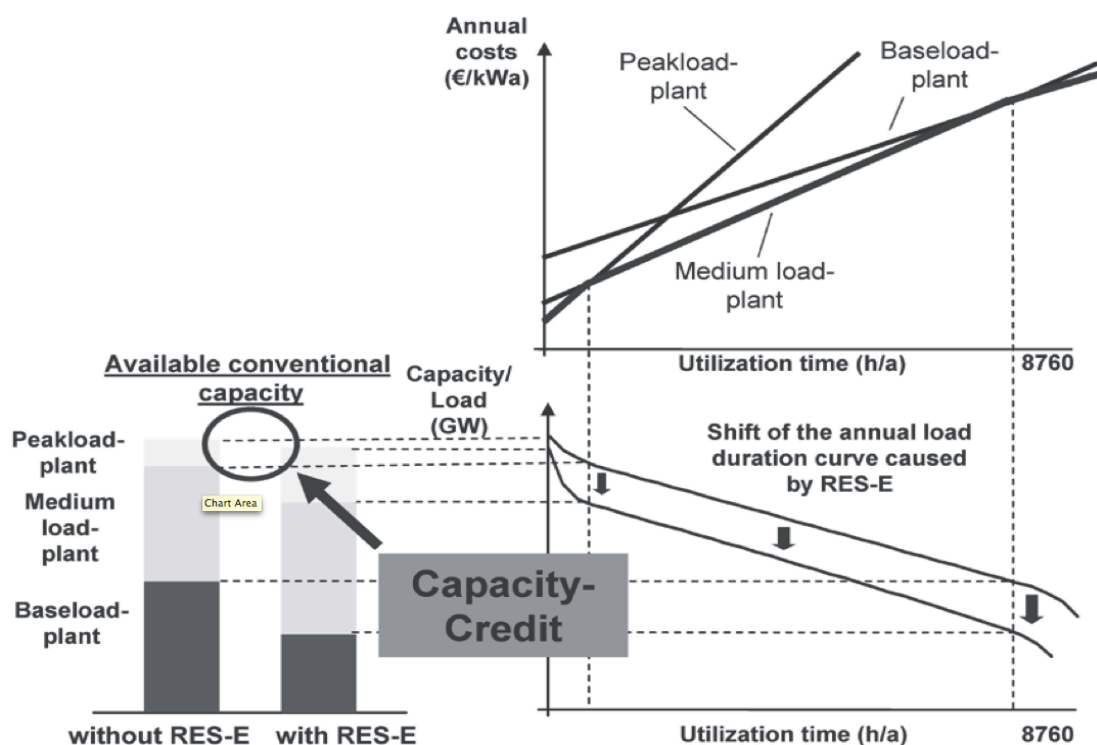 Annual
costs
(€/kWa)
Peakload-
plant
Baseload-
plant
Medium load-
plant
Utilization time (h/a)
8760
Available conventional
capacity
Capacity/
Load
(GW)
Peakload-
plant
Medium
load-
plant
Baseload-
plant
Chart Area
Shift of the annual load
duration curve caused
by RES-E
Capacity-
Credit
without RES-E
with RES-E
Utilization time (h/a)
8760